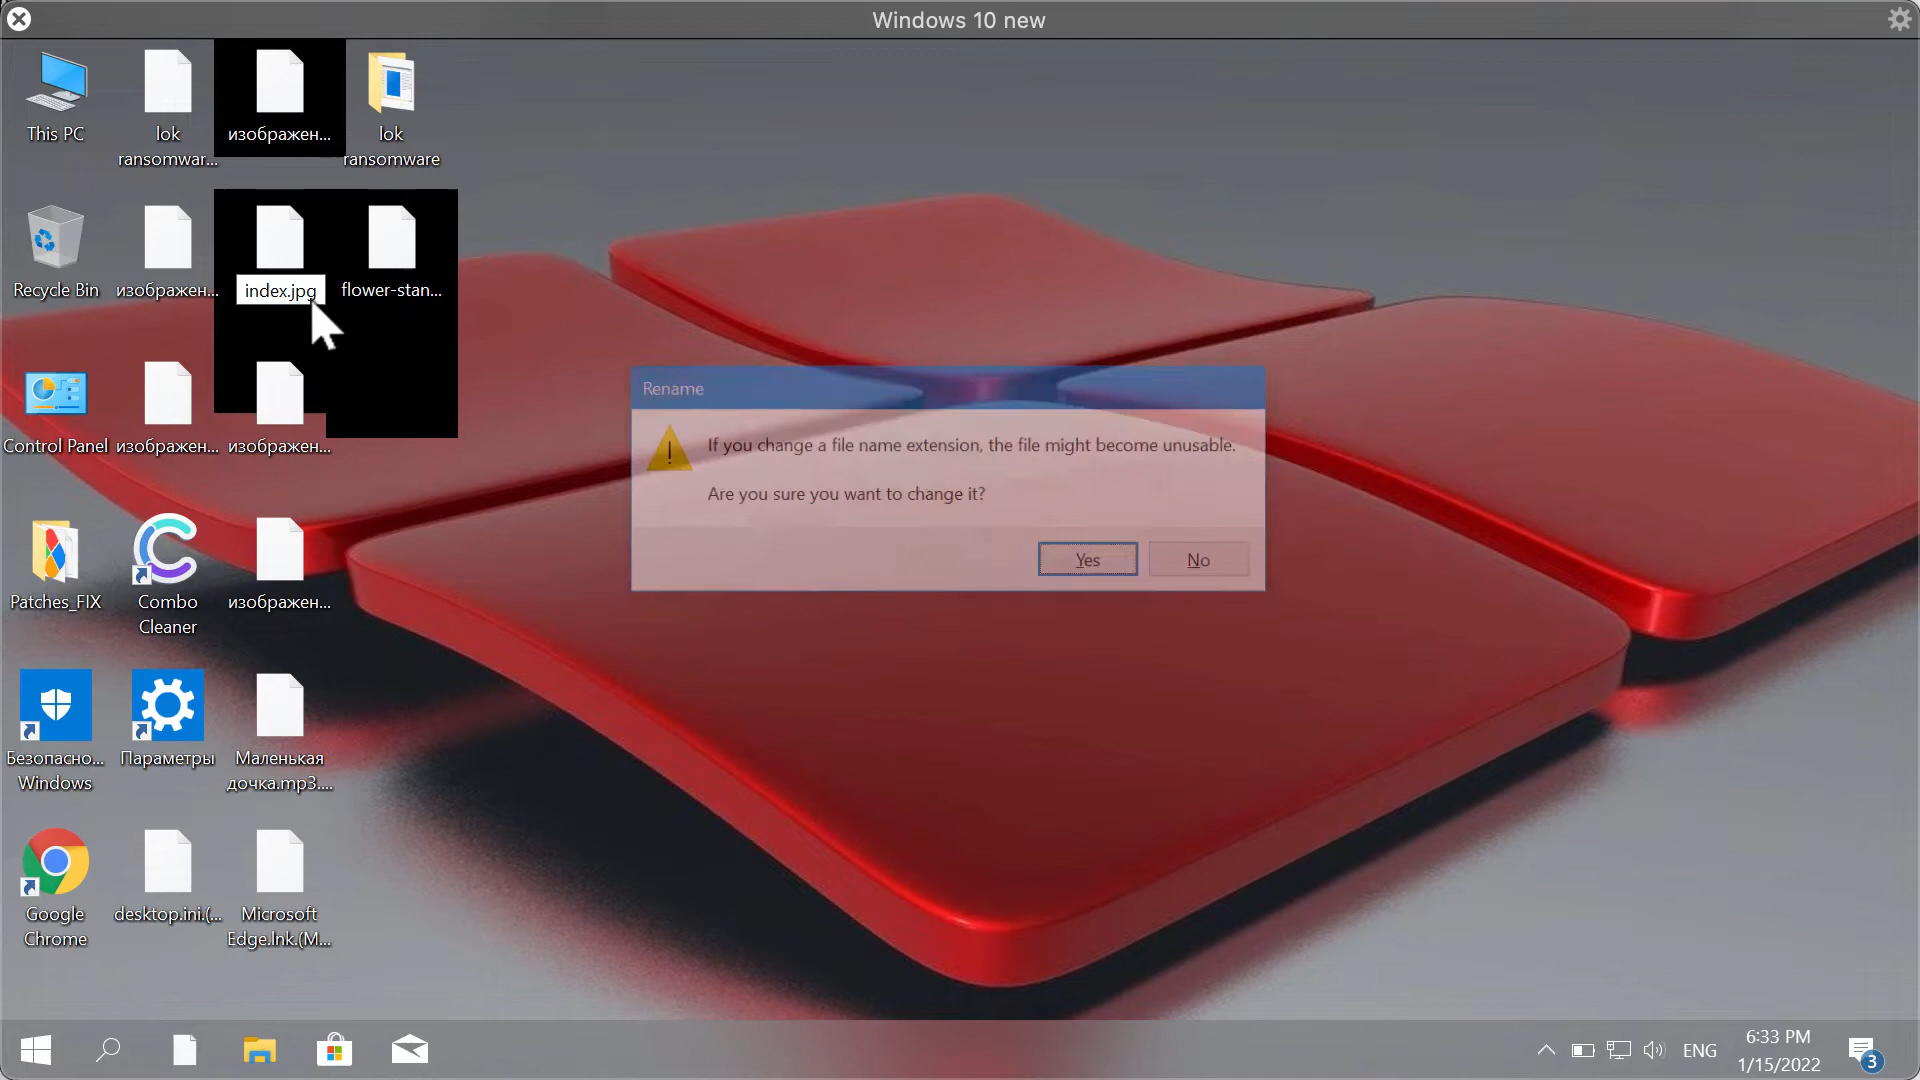 Windows 10 new
This PC
lok
ransomwar...
изображен...
lok
ransomware
Recycle Bin
изображен...
index.jpg
flower-stan...
Control Panel
изображен...
изображен...
Patches_FIX
Combo
Cleaner
изображен...
Безопасно...
Windows
Параметры
Маленькая
дочка.mp3....
Google
Chrome
desktop.ini.(...
Microsoft
Edge.lnk.(M...
Rename
If you change a file name extension, the file might become unusable.
Are you sure you want to change it?
Yes
No
ENG
6:33 PM
1/15/2022
3